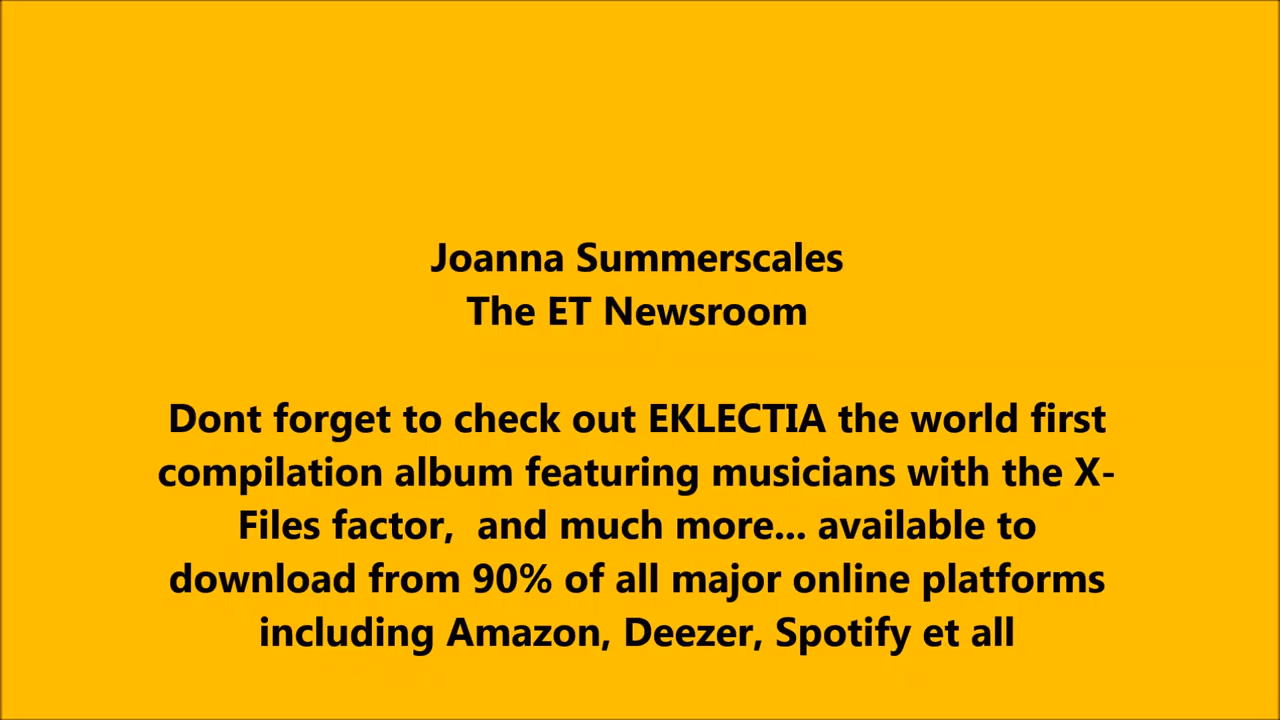 Joanna Summerscales
The ET Newsroom
Dont forget to check out EKLECTIA the world first
compilation album featuring musicians with the X-
Files factor,  and much more... available to
download from 90% of all major online platforms
including Amazon, Deezer, Spotify et all